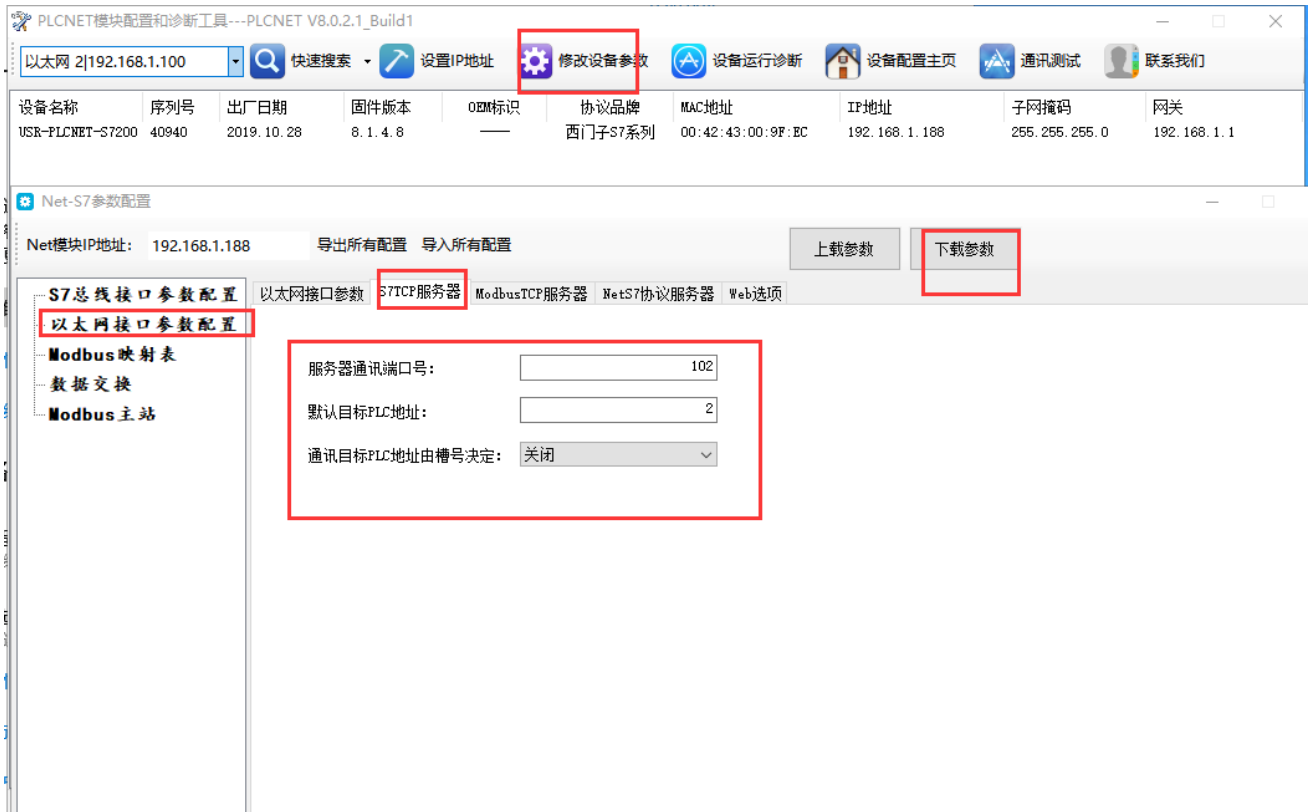 PLCNET模块配置和诊断工具---PLCNET V8.0.2.1_Build1
以太网 2|192.168.1.100 快速搜索 设置IP地址 修改设备参数 设备运行诊断 设备配置主页 通讯测试 联系我们
设备名称 序列号 出厂日期 固件版本 OEM标识 协议品牌 MAC地址 IP地址 子网掩码 网关
USR-PLCNET-S7200 40940 2019.10.28 8.1.4.8 —— 西门子S7系列 00:42:43:00:9F:EC 192.168.1.188 255.255.255.0 192.168.1.1
Net-S7参数配置
Net模块IP地址: 192.168.1.188 导出所有配置 导入所有配置 上载参数 下载参数
S7总线接口参数配置
以太网接口参数配置
Modbus映射表
数据交换
Modbus主站
以太网接口参数 S7TCP服务器 ModbusTCP服务器 NetS7协议服务器 Web选项
服务器通讯端口号: 102
默认目标PLC地址: 2
通讯目标PLC地址由槽号决定: 关闭